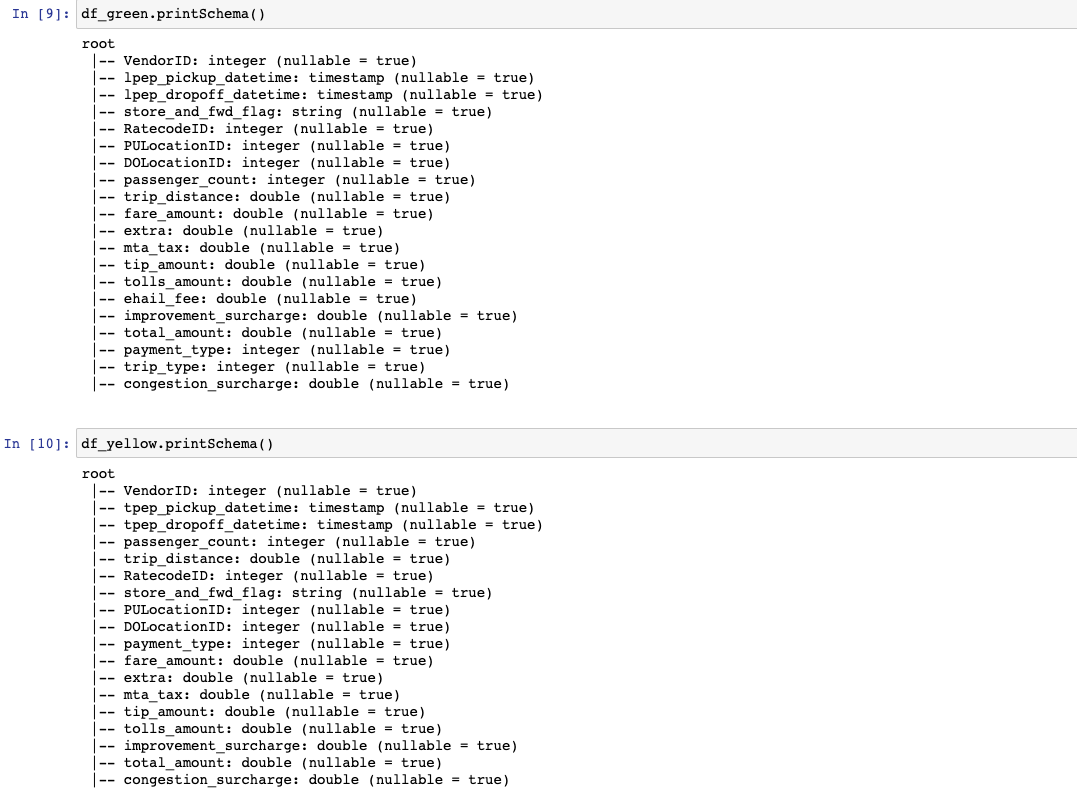 In [9]: df_green.printSchema()
root
 |-- VendorID: integer (nullable = true)
 |-- lpep_pickup_datetime: timestamp (nullable = true)
 |-- lpep_dropoff_datetime: timestamp (nullable = true)
 |-- store_and_fwd_flag: string (nullable = true)
 |-- RatecodeID: integer (nullable = true)
 |-- PULocationID: integer (nullable = true)
 |-- DOLocationID: integer (nullable = true)
 |-- passenger_count: integer (nullable = true)
 |-- trip_distance: double (nullable = true)
 |-- fare_amount: double (nullable = true)
 |-- extra: double (nullable = true)
 |-- mta_tax: double (nullable = true)
 |-- tip_amount: double (nullable = true)
 |-- tolls_amount: double (nullable = true)
 |-- ehail_fee: double (nullable = true)
 |-- improvement_surcharge: double (nullable = true)
 |-- total_amount: double (nullable = true)
 |-- payment_type: integer (nullable = true)
 |-- trip_type: integer (nullable = true)
 |-- congestion_surcharge: double (nullable = true)
In [10]: df_yellow.printSchema()
root
 |-- VendorID: integer (nullable = true)
 |-- tpep_pickup_datetime: timestamp (nullable = true)
 |-- tpep_dropoff_datetime: timestamp (nullable = true)
 |-- passenger_count: integer (nullable = true)
 |-- trip_distance: double (nullable = true)
 |-- RatecodeID: integer (nullable = true)
 |-- store_and_fwd_flag: string (nullable = true)
 |-- PULocationID: integer (nullable = true)
 |-- DOLocationID: integer (nullable = true)
 |-- payment_type: integer (nullable = true)
 |-- fare_amount: double (nullable = true)
 |-- extra: double (nullable = true)
 |-- mta_tax: double (nullable = true)
 |-- tip_amount: double (nullable = true)
 |-- tolls_amount: double (nullable = true)
 |-- improvement_surcharge: double (nullable = true)
 |-- total_amount: double (nullable = true)
 |-- congestion_surcharge: double (nullable = true)